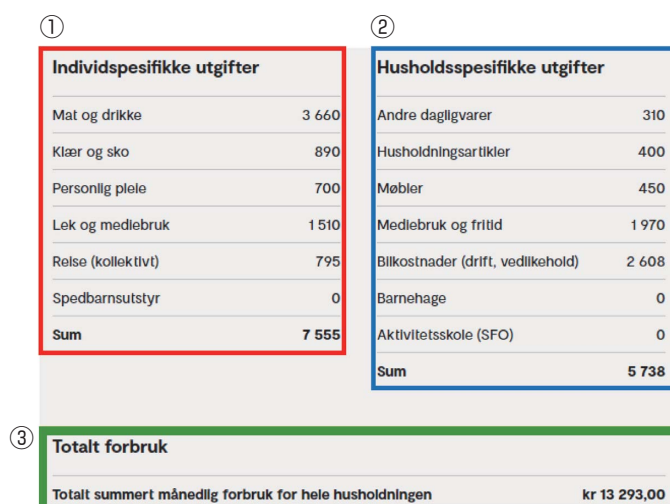 ①
Individspesifikke utgifter
Mat og drikke 3 660
Klær og sko 890
Personlig pleie 700
Lek og mediebruk 1 510
Reise (kollektivt) 795
Spedbarnsutstyr 0
Sum 7 555
②
Husholdsspesifikke utgifter
Andre dagligvarer 310
Husholdningsartikler 400
Møbler 450
Mediebruk og fritid 1 970
Bilkostnader (drift, vedlikehold) 2 608
Barnehage 0
Aktivitetsskole (SFO) 0
Sum 5 738
③
Totalt forbruk
Totalt summert månedlig forbruk for hele husholdningen kr 13 293,00